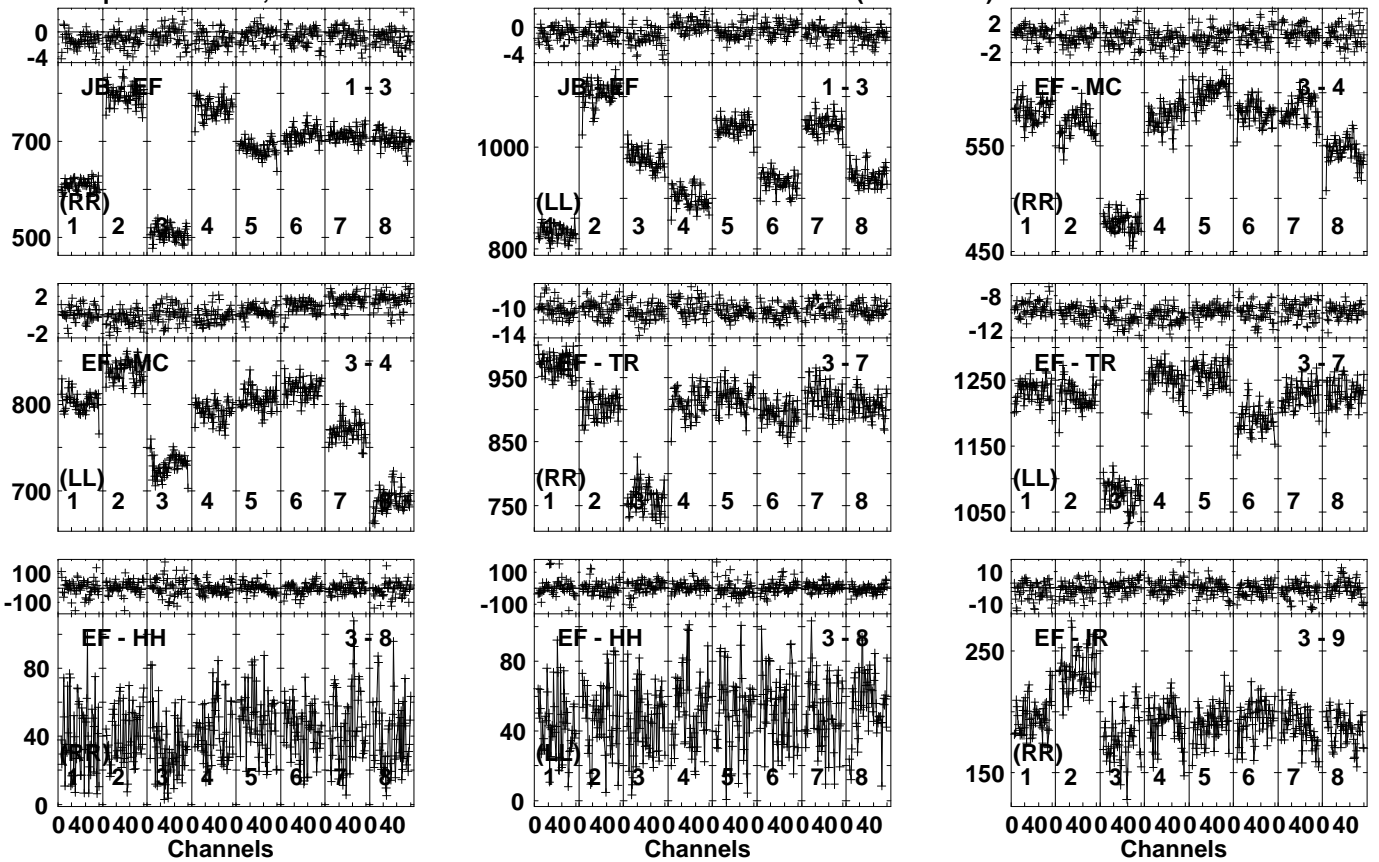 0
-4
JB - EF 1 - 3
700
(RR)
500
1 2 3 4 5 6 7 8
0
-4
JB - EF 1 - 3
1000
(LL)
800
1 2 3 4 5 6 7 8
2
-2
EF - MC 3 - 4
550
(RR)
450
1 2 3 4 5 6 7 8
2
-2
EF - MC 3 - 4
800
(LL)
700
1 2 3 4 5 6 7 8
-10
-14
EF - TR 3 - 7
950
850
(RR)
750
1 2 3 4 5 6 7 8
-8
-12
EF - TR 3 - 7
1250
1150
(LL)
1050
1 2 3 4 5 6 7 8
100
-100
EF - HH 3 - 8
80
40
(RR)
1 2 3 4 5 6 7 8
0
0 40 0 40 0 40 0 40 0 40 0 40 0 40 0 40
Channels
100
-100
EF - HH 3 - 8
80
40
(LL)
1 2 3 4 5 6 7 8
0
0 40 0 40 0 40 0 40 0 40 0 40 0 40 0 40
Channels
10
-10
EF - IR 3 - 9
250
(RR)
150
1 2 3 4 5 6 7 8
0 40 0 40 0 40 0 40 0 40 0 40 0 40 0 40
Channels